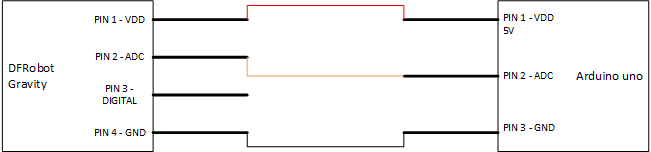 PIN 1 - VDD
PIN 1 - VDD
5V
PIN 2 - ADC
DFRobot
Gravity
PIN 2 - ADC
Arduino uno
PIN 3 -
DIGITAL
PIN 4 - GND
PIN 3 - GND